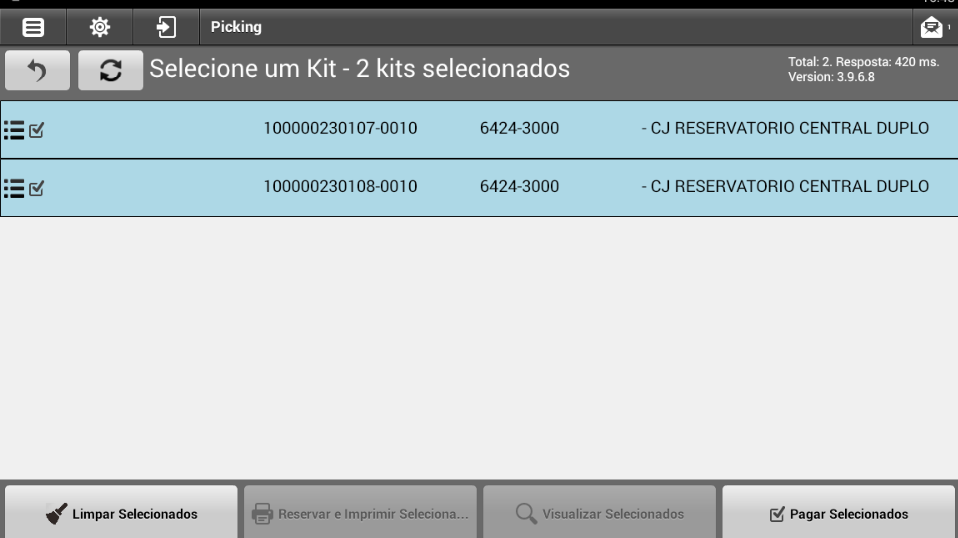 Picking
Selecione um Kit - 2 kits selecionados
Total: 2. Resposta: 420 ms.
Version: 3.9.6.8
100000230107-0010 6424-3000 - CJ RESERVATORIO CENTRAL DUPLO
100000230108-0010 6424-3000 - CJ RESERVATORIO CENTRAL DUPLO
Limpar Selecionados
Reservar e Imprimir Seleciona...
Visualizar Selecionados
Pagar Selecionados